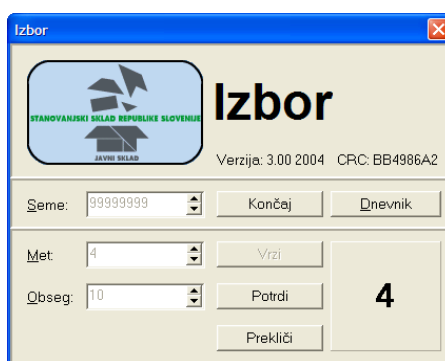 Izbor
STANOVANJSKI SKLAD REPUBLIKE SLOVENIJE
JAVNI SKLAD
Izbor
Verzija: 3.00 2004 CRC: BB4986A2
Seme: 99999999 Končaj Dnevnik
Met: 4 Vrzi
Obseg: 10 Potrdi 4
Prekliči